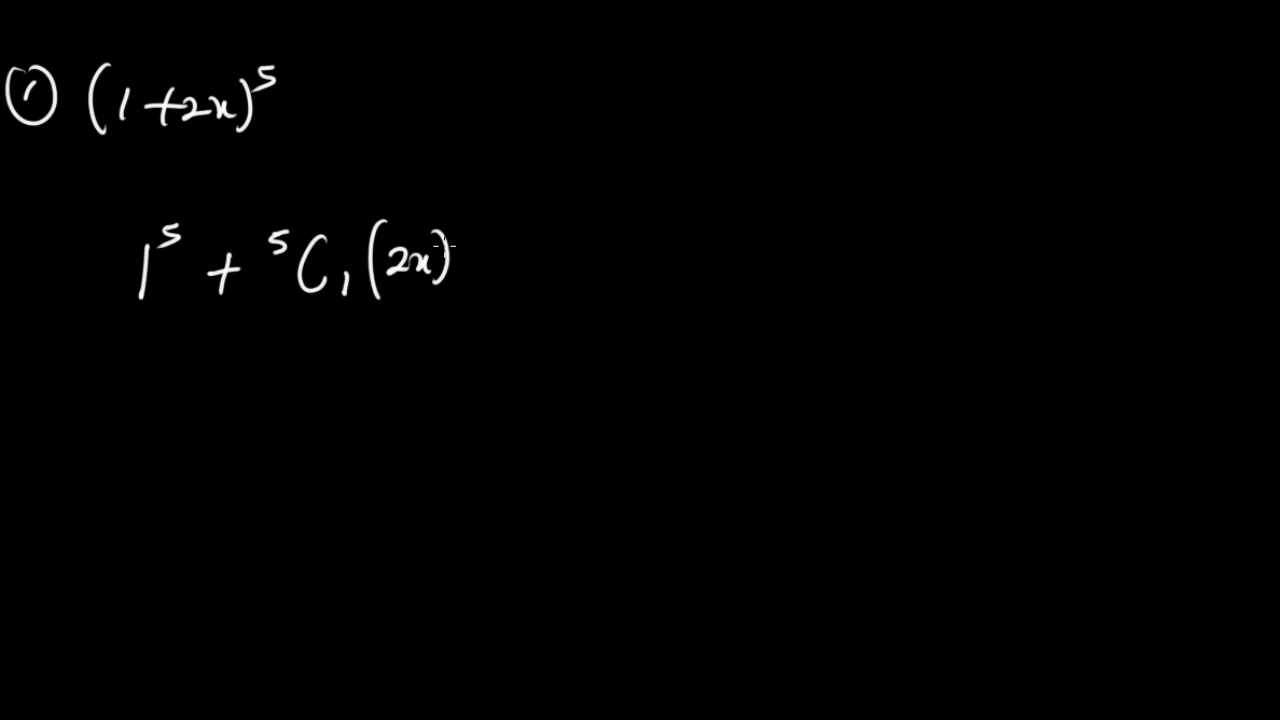 ① (1+2x)⁵
1⁵ + ⁵C₁(2x)